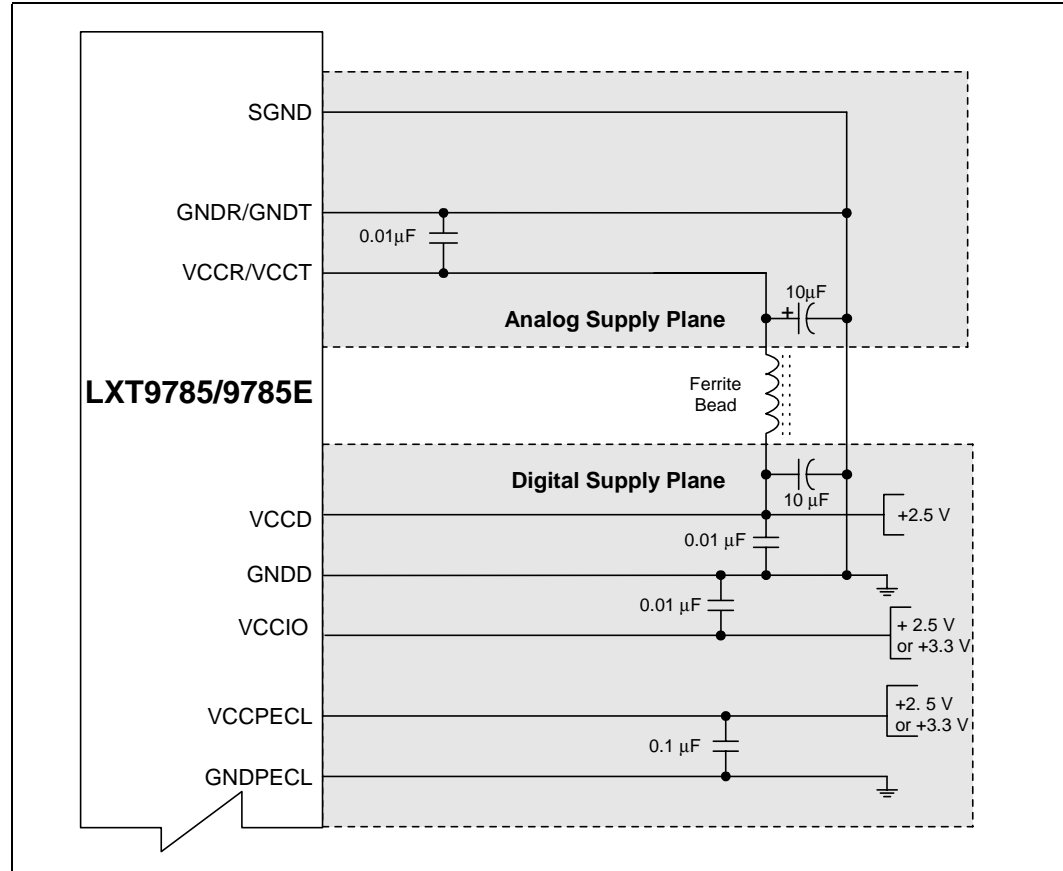 SGND
GNDR/GNDT
0.01μF
VCCR/VCCT
10μF
+
Analog Supply Plane
LXT9785/9785E
Ferrite
Bead
Digital Supply Plane
10 μF
VCCD
+2.5 V
0.01 μF
GNDD
0.01 μF
VCCIO
+ 2.5 V
or +3.3 V
VCCPECL
+2. 5 V
or +3.3 V
0.1 μF
GNDPECL